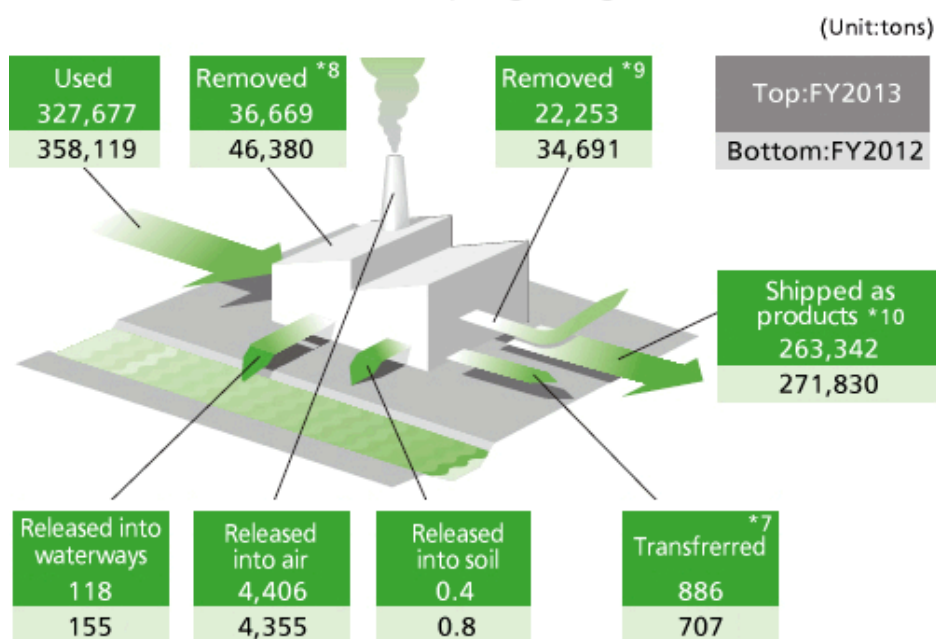 (Unit:tons)
Used
327,677
358,119
Removed *8
36,669
46,380
Removed *9
22,253
34,691
Top:FY2013
Bottom:FY2012
Shipped as
products *10
263,342
271,830
Released into
waterways
118
155
Released
into air
4,406
4,355
Released
into soil
0.4
0.8
*7
Transfrerred
886
707